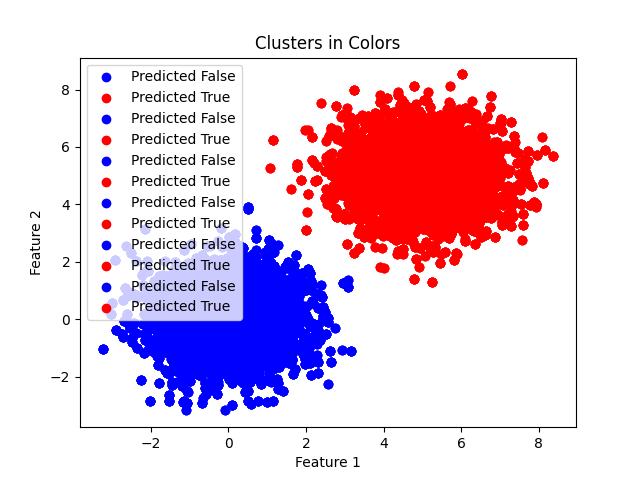 Clusters in Colors
Predicted False
Predicted True
Predicted False
Predicted True
Predicted False
Predicted True
Predicted False
Predicted True
Predicted False
Predicted True
Predicted False
Predicted True
Feature 2
8
6
4
2
0
−2
−2
0
2
4
6
8
Feature 1